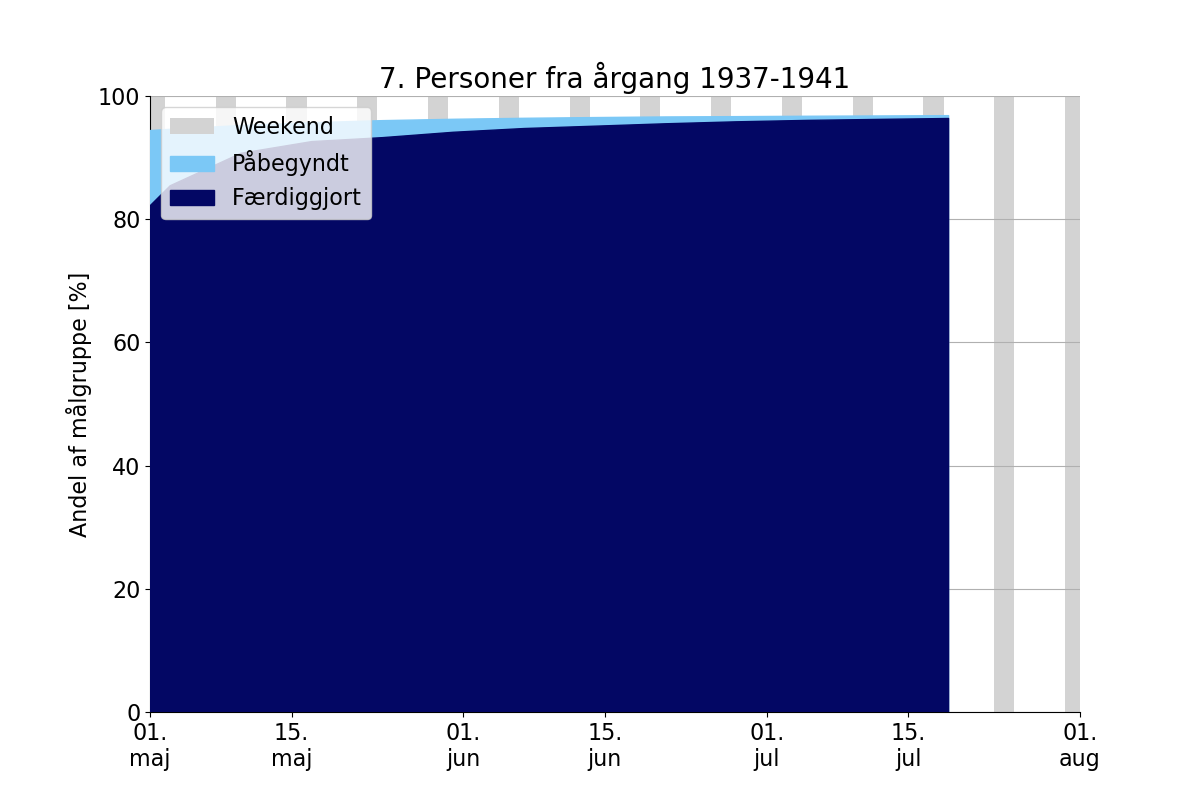 7. Personer fra årgang 1937-1941
100
80
60
40
20
0
Andel af målgruppe [%]
Weekend
Påbegyndt
Færdiggjort
01. maj
15. maj
01. jun
15. jun
01. jul
15. jul
01. aug